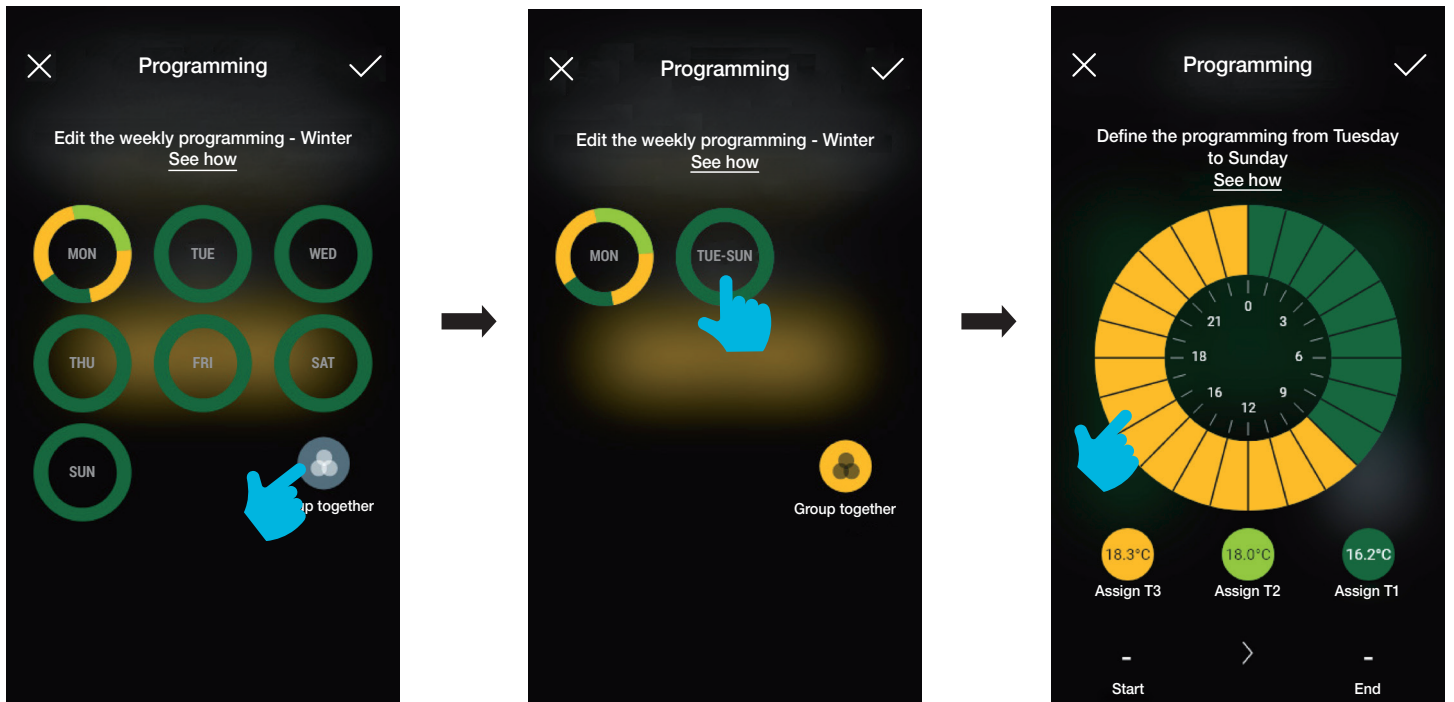 Programming
Edit the weekly programming - Winter
See how
MON
TUE
WED
THU
FRI
SAT
SUN
up together
Programming
Edit the weekly programming - Winter
See how
MON
TUE-SUN
Group together
Programming
Define the programming from Tuesday
to Sunday
See how
0
3
6
9
12
16
18
21
18.3°C
18.0°C
16.2°C
Assign T3
Assign T2
Assign T1
-
-
Start
End